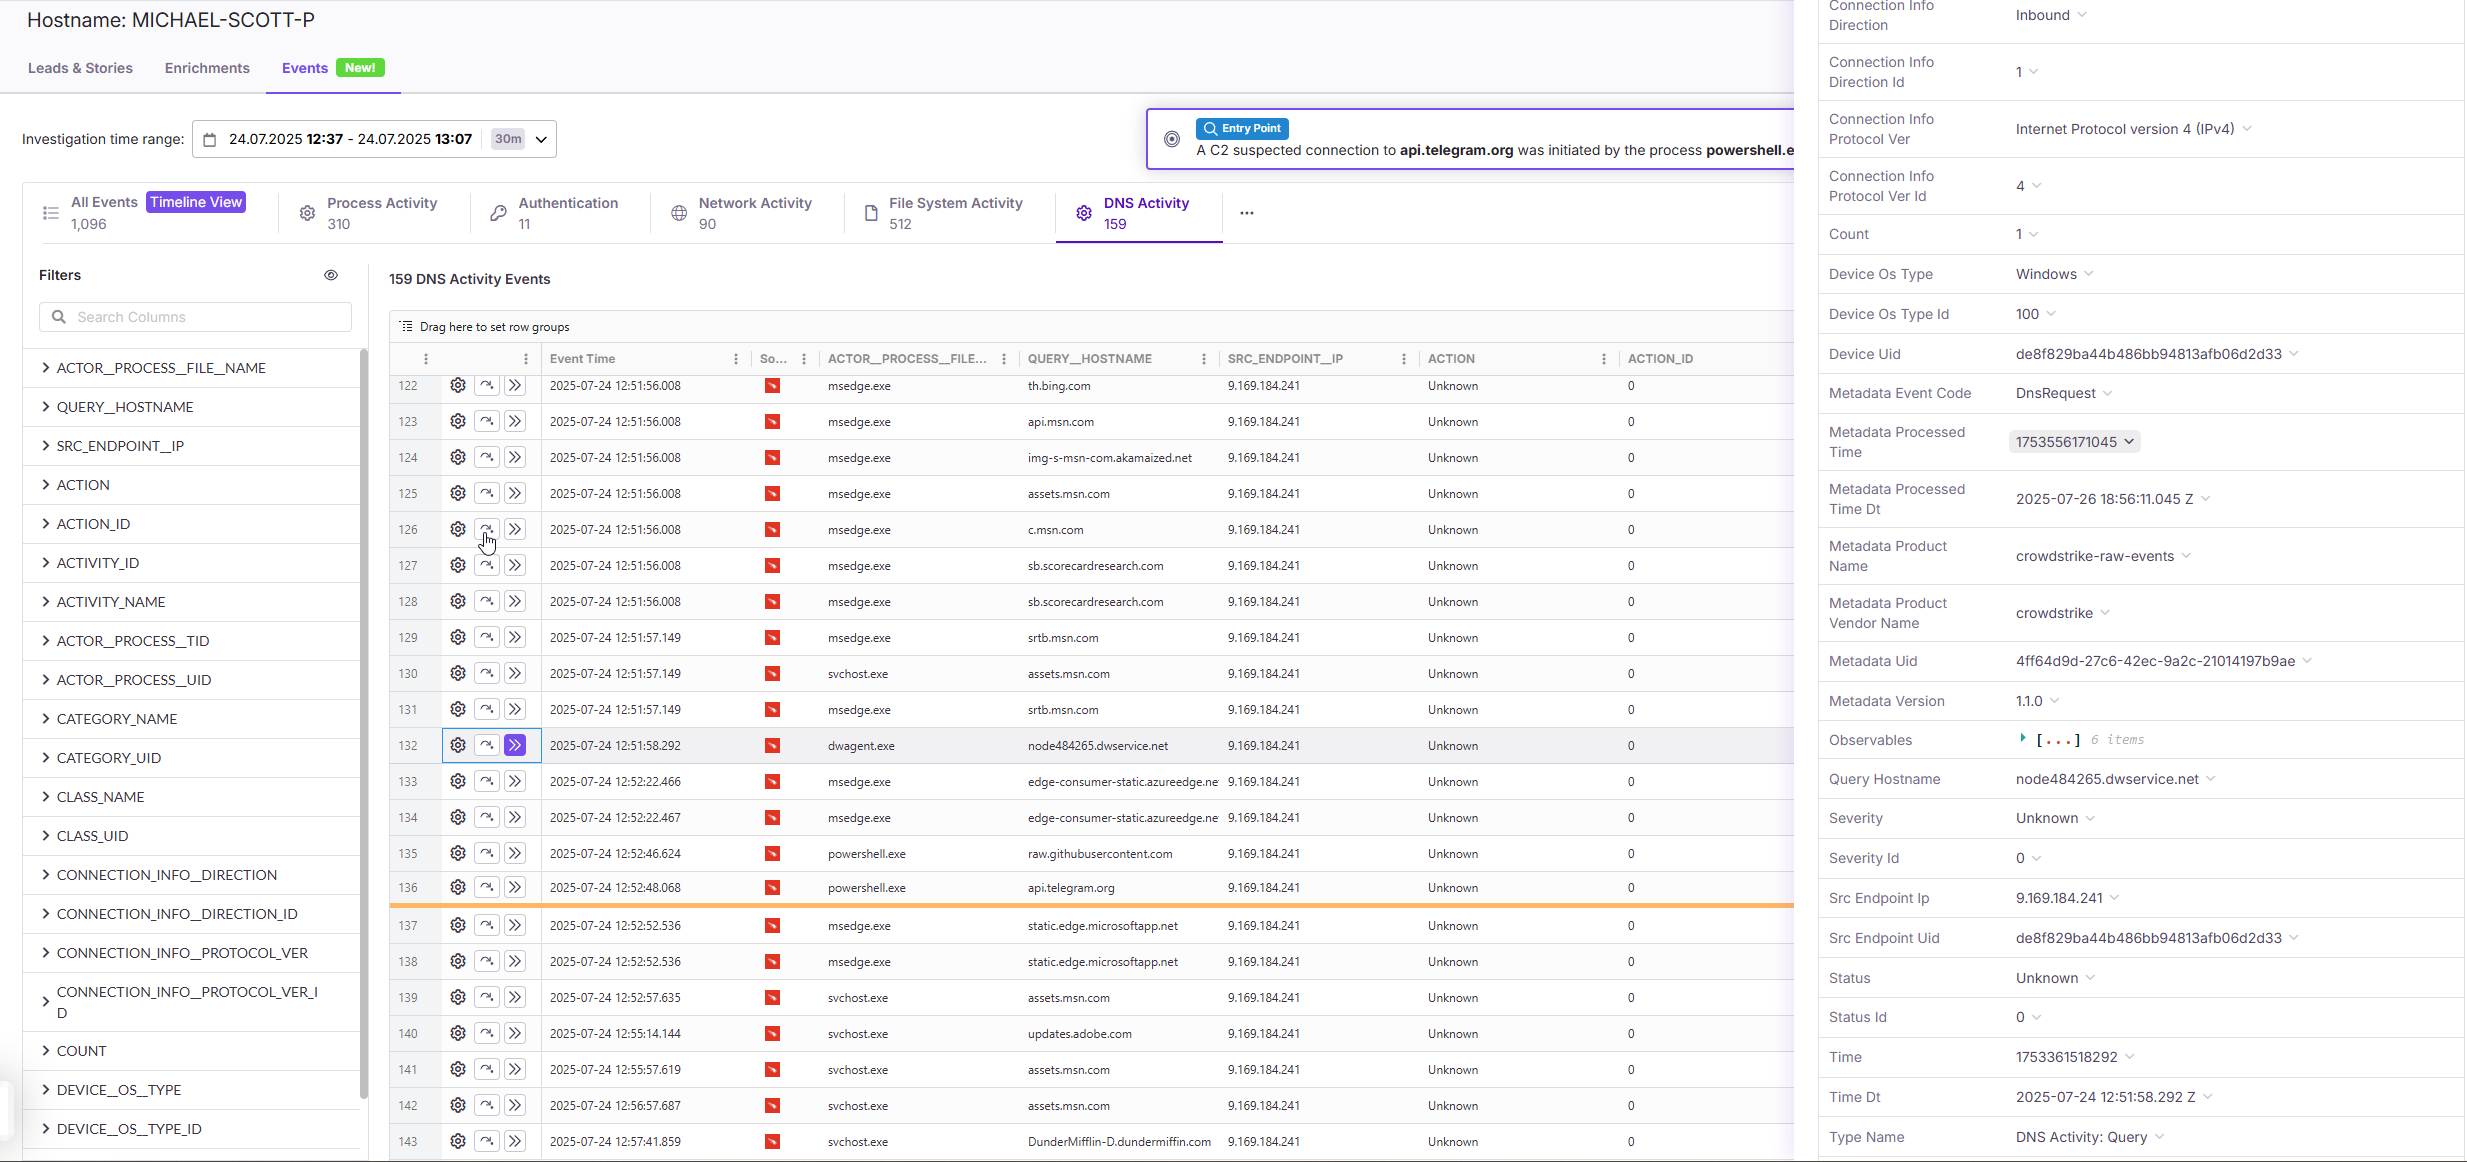 Hostname: MICHAEL-SCOTT-P
Leads & Stories
Enrichments
Events New!
Investigation time range:
24.07.2025 12:37 - 24.07.2025 13:07 30m
Entry Point
A C2 suspected connection to api.telegram.org was initiated by the process powershell.e
All Events Timeline View
1,096
Process Activity
310
Authentication
11
Network Activity
90
File System Activity
512
DNS Activity
159
Filters
Search Columns
ACTOR__PROCESS__FILE_NAME
QUERY__HOSTNAME
SRC_ENDPOINT__IP
ACTION
ACTION_ID
ACTIVITY_ID
ACTIVITY_NAME
ACTOR__PROCESS__TID
ACTOR__PROCESS__UID
CATEGORY_NAME
CATEGORY_UID
CLASS_NAME
CLASS_UID
CONNECTION_INFO__DIRECTION
CONNECTION_INFO__DIRECTION_ID
CONNECTION_INFO__PROTOCOL_VER
CONNECTION_INFO__PROTOCOL_VER_I
D
COUNT
DEVICE__OS__TYPE
DEVICE__OS__TYPE_ID
159 DNS Activity Events
Drag here to set row groups
Event Time So... ACTOR__PROCESS__FILE... QUERY__HOSTNAME SRC_ENDPOINT__IP ACTION ACTION_ID
122 2025-07-24 12:51:56.008 msedge.exe th.bing.com 9.169.184.241 Unknown 0
123 2025-07-24 12:51:56.008 msedge.exe api.msn.com 9.169.184.241 Unknown 0
124 2025-07-24 12:51:56.008 msedge.exe img-s-msn-com.akamaized.net 9.169.184.241 Unknown 0
125 2025-07-24 12:51:56.008 msedge.exe assets.msn.com 9.169.184.241 Unknown 0
126 2025-07-24 12:51:56.008 msedge.exe c.msn.com 9.169.184.241 Unknown 0
127 2025-07-24 12:51:56.008 msedge.exe sb.scorecardresearch.com 9.169.184.241 Unknown 0
128 2025-07-24 12:51:56.008 msedge.exe sb.scorecardresearch.com 9.169.184.241 Unknown 0
129 2025-07-24 12:51:57.149 msedge.exe srtb.msn.com 9.169.184.241 Unknown 0
130 2025-07-24 12:51:57.149 svchost.exe assets.msn.com 9.169.184.241 Unknown 0
131 2025-07-24 12:51:57.149 msedge.exe srtb.msn.com 9.169.184.241 Unknown 0
132 2025-07-24 12:51:58.292 dwagent.exe node484265.dwservice.net 9.169.184.241 Unknown 0
133 2025-07-24 12:52:22.466 msedge.exe edge-consumer-static.azureedge.ne 9.169.184.241 Unknown 0
134 2025-07-24 12:52:22.467 msedge.exe edge-consumer-static.azureedge.ne 9.169.184.241 Unknown 0
135 2025-07-24 12:52:46.624 powershell.exe raw.githubusercontent.com 9.169.184.241 Unknown 0
136 2025-07-24 12:52:48.068 powershell.exe api.telegram.org 9.169.184.241 Unknown 0
137 2025-07-24 12:52:52.536 msedge.exe static.edge.microsoftapp.net 9.169.184.241 Unknown 0
138 2025-07-24 12:52:52.536 msedge.exe static.edge.microsoftapp.net 9.169.184.241 Unknown 0
139 2025-07-24 12:52:57.635 svchost.exe assets.msn.com 9.169.184.241 Unknown 0
140 2025-07-24 12:55:14.144 svchost.exe updates.adobe.com 9.169.184.241 Unknown 0
141 2025-07-24 12:55:57.619 svchost.exe assets.msn.com 9.169.184.241 Unknown 0
142 2025-07-24 12:56:57.687 svchost.exe assets.msn.com 9.169.184.241 Unknown 0
143 2025-07-24 12:57:41.859 svchost.exe DunderMifflin-D.dundermiffin.com 9.169.184.241 Unknown 0
Connection Info
Direction
Inbound
Connection Info
Direction Id
1
Connection Info
Protocol Ver
Internet Protocol version 4 (IPv4)
Connection Info
Protocol Ver Id
4
Count 1
Device Os Type Windows
Device Os Type Id 100
Device Uid de8f829ba44b486bb94813afb06d2d33
Metadata Event Code DnsRequest
Metadata Processed
Time
1753556171045
Metadata Processed
Time Dt
2025-07-26 18:56:11.045 Z
Metadata Product
Name
crowdstrike-raw-events
Metadata Product
Vendor Name
crowdstrike
Metadata Uid 4ff64d9d-27c6-42ec-9a2c-21014197b9ae
Metadata Version 1.1.0
Observables [...] 6 items
Query Hostname node484265.dwservice.net
Severity Unknown
Severity Id 0
Src Endpoint Ip 9.169.184.241
Src Endpoint Uid de8f829ba44b486bb94813afb06d2d33
Status Unknown
Status Id 0
Time 1753361518292
Time Dt 2025-07-24 12:51:58.292 Z
Type Name DNS Activity: Query